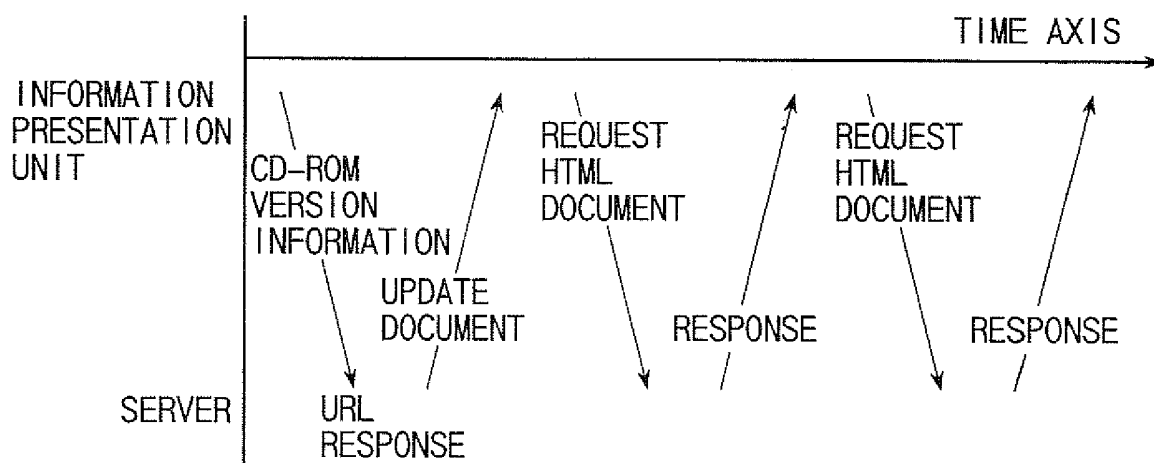 TIME AXIS
INFORMATION
PRESENTATION
UNIT
CD-ROM
VERSION
INFORMATION
UPDATE
DOCUMENT
REQUEST
HTML
DOCUMENT
RESPONSE
REQUEST
HTML
DOCUMENT
RESPONSE
SERVER
URL
RESPONSE